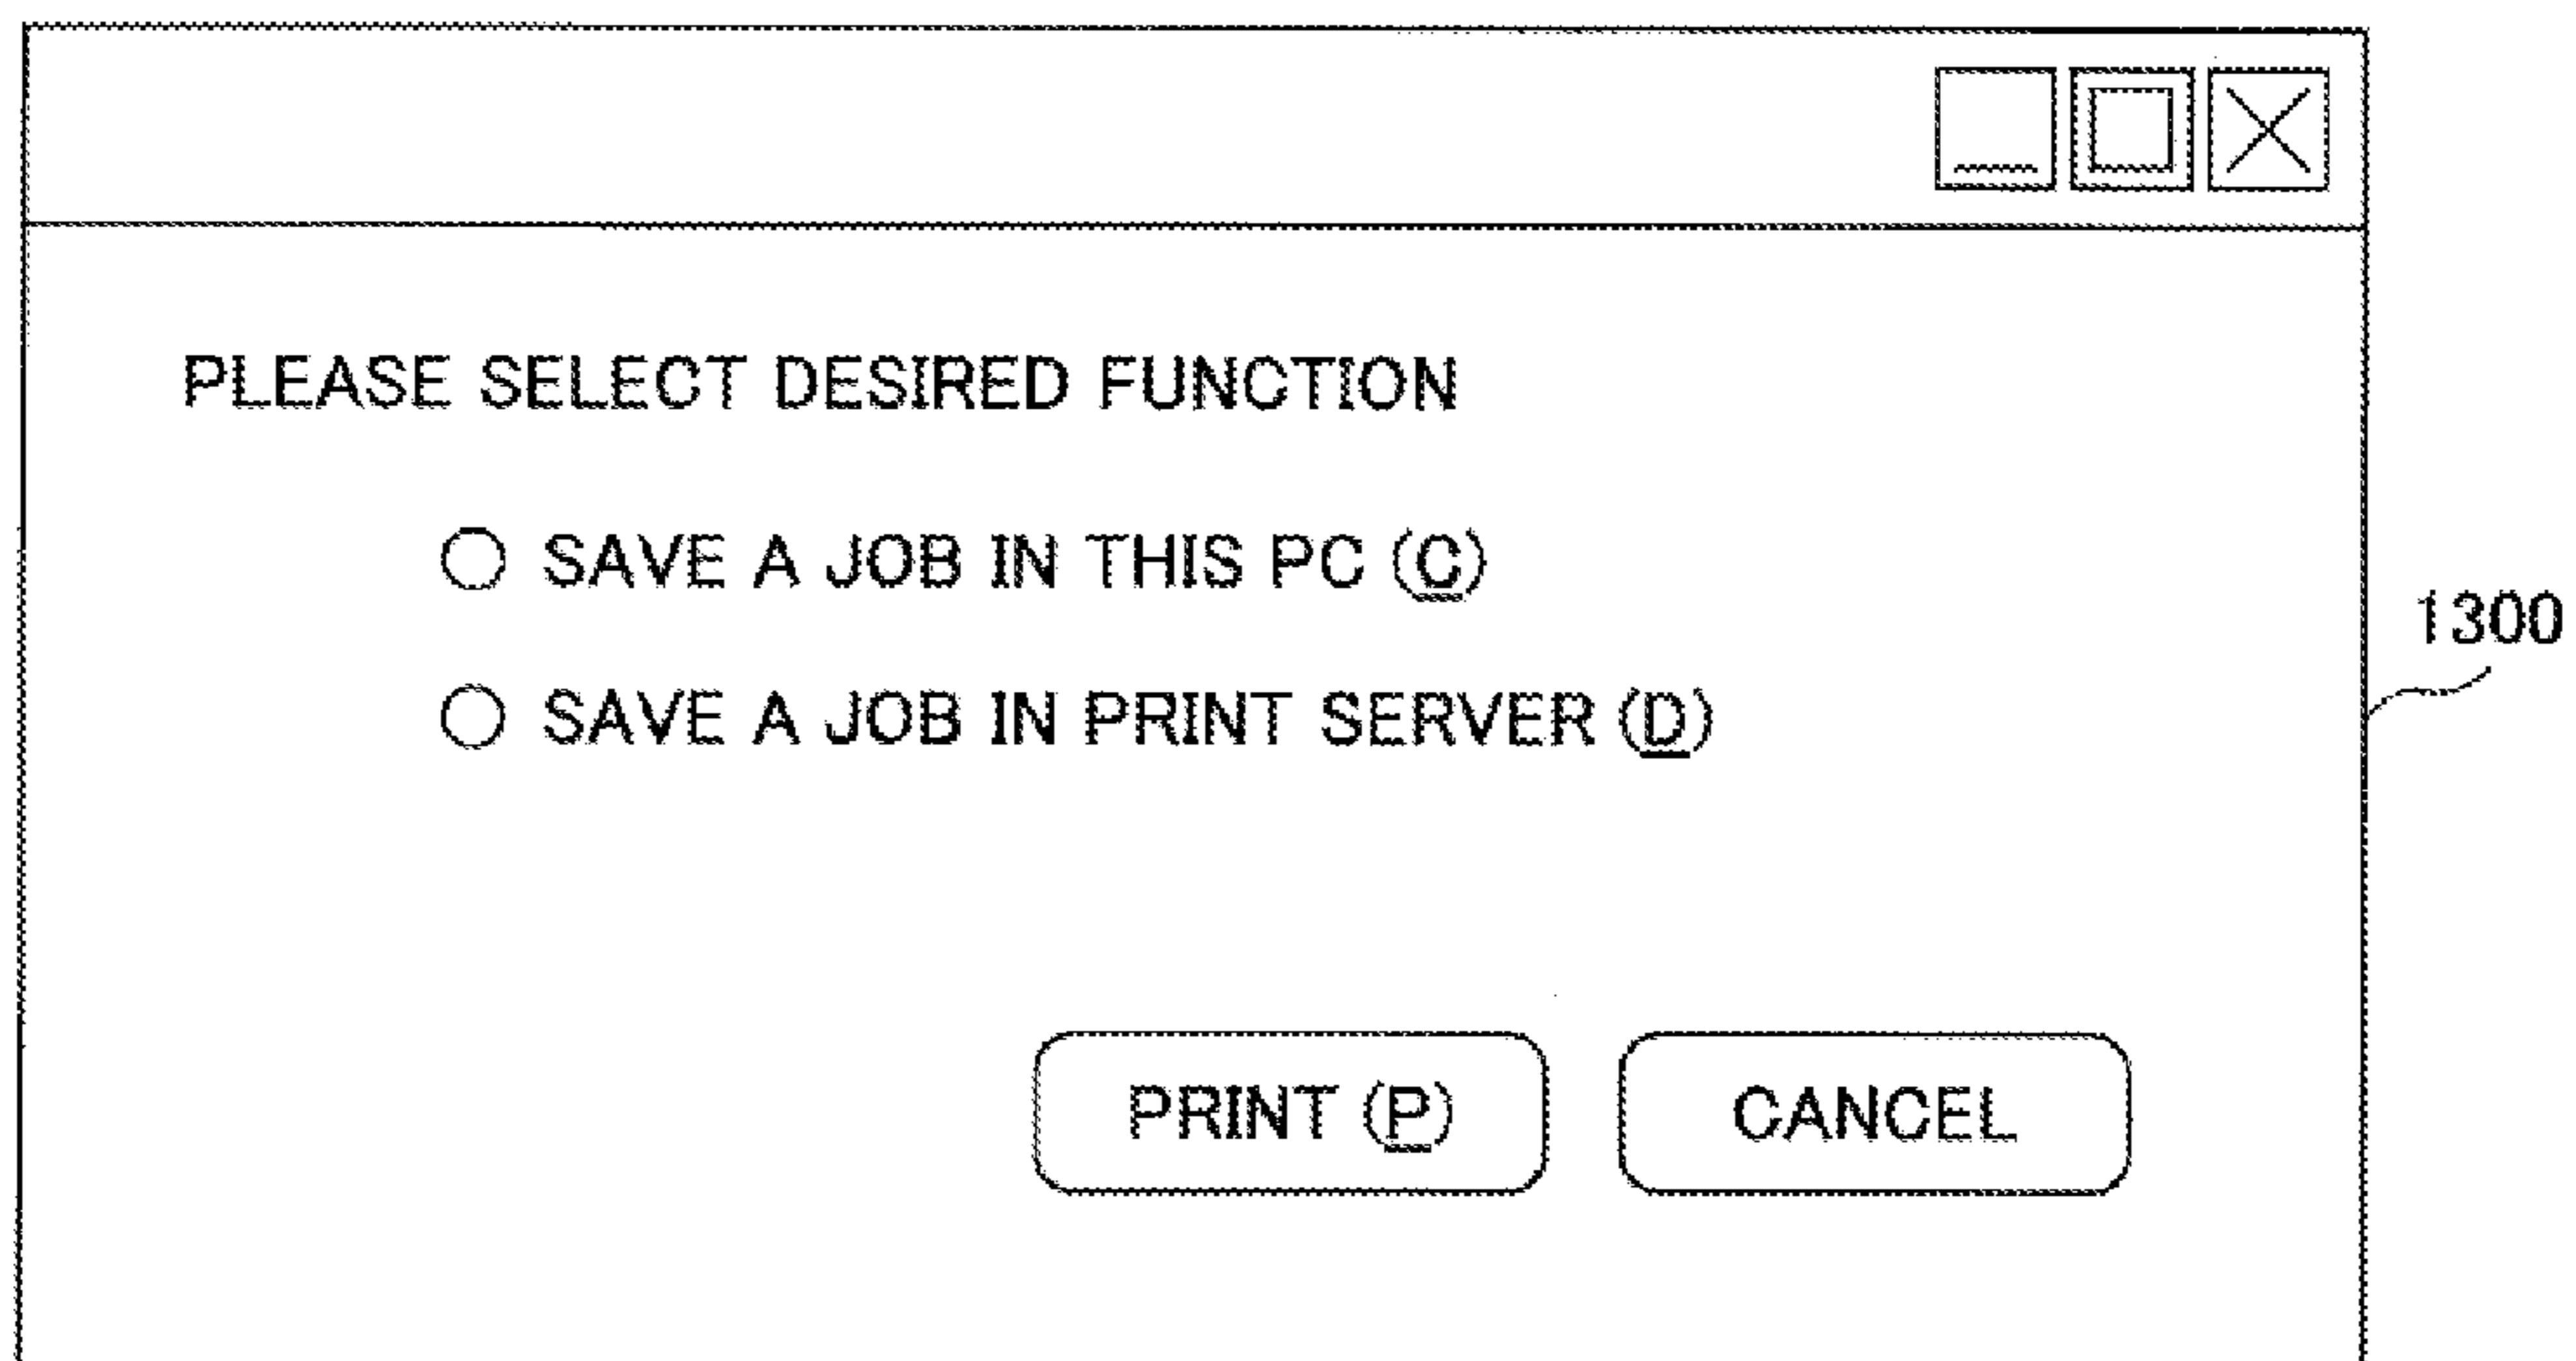 PLEASE SELECT DESIRED FUNCTION
SAVE A JOB IN THIS PC (C)
SAVE A JOB IN PRINT SERVER (D)
1300
PRINT (P) CANCEL